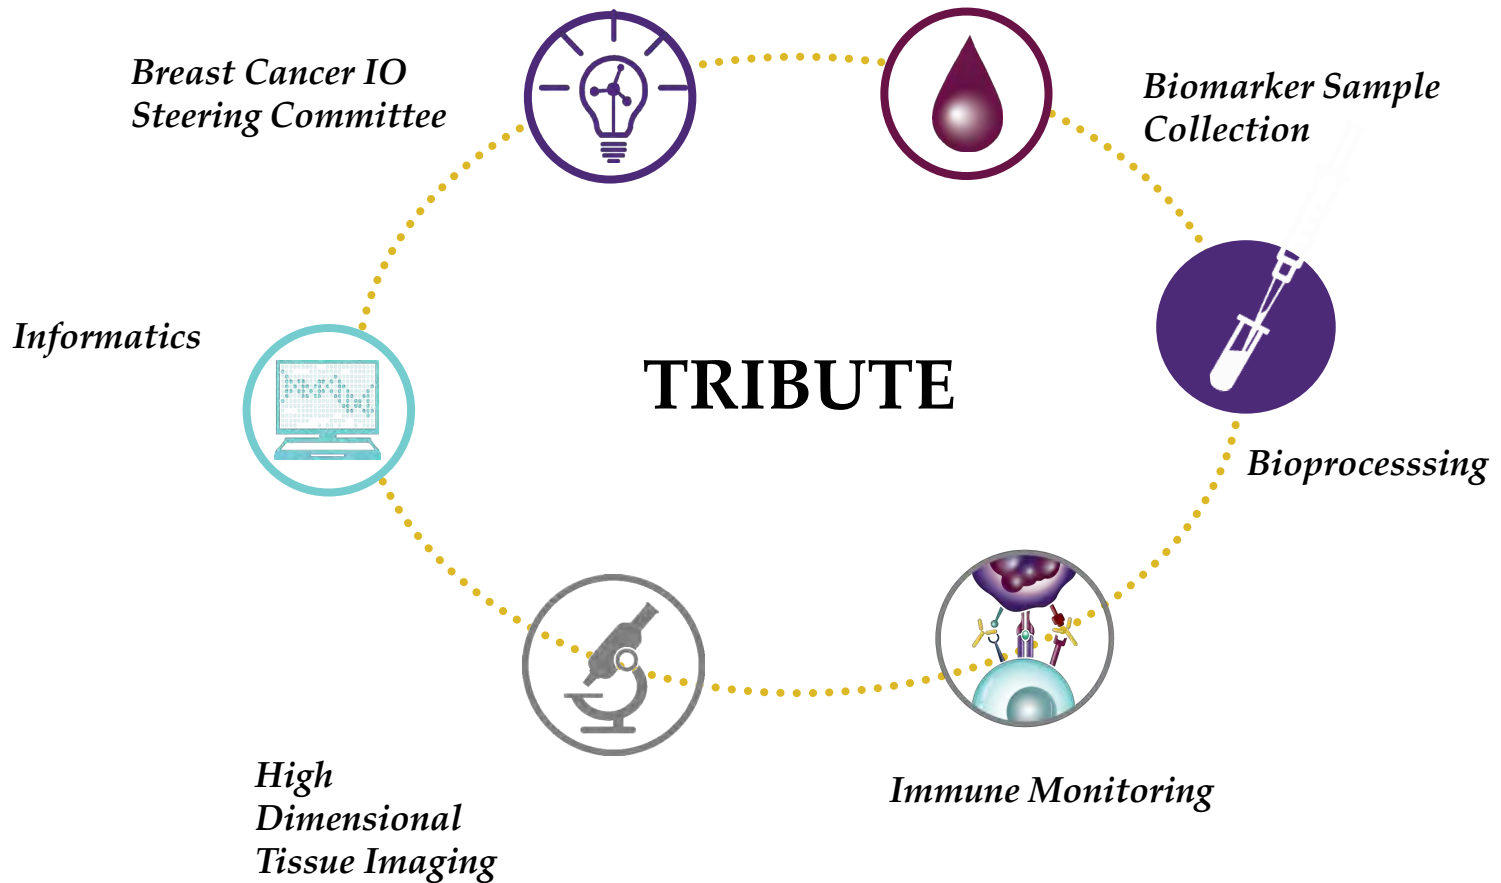 Breast Cancer IO
Steering Committee
Biomarker Sample
Collection
Informatics
TRIBUTE
Bioprocesssing
High
Dimensional
Tissue Imaging
Immune Monitoring